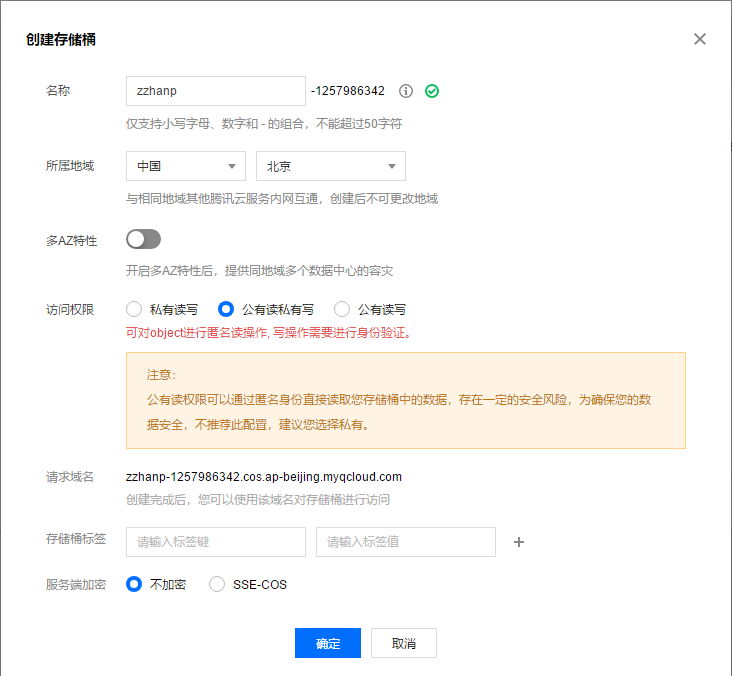 创建存储桶
名称 zzhanp -1257986342
仅支持小写字母、数字和 - 的组合，不能超过50字符
所属地域 中国 北京
与相同地域其他腾讯云服务内网互通，创建后不可更改地域
多AZ特性
开启多AZ特性后，提供同地域多个数据中心的容灾
访问权限 私有读写 公有读私有写 公有读写
可对object进行匿名读操作, 写操作需要进行身份验证。
注意：
公有读权限可以通过匿名身份直接读取您存储桶中的数据，存在一定的安全风险，为确保您的数
据安全，不推荐此配置，建议您选择私有。
请求域名 zzhanp-1257986342.cos.ap-beijing.myqcloud.com
创建完成后，您可以使用该域名对存储桶进行访问
存储桶标签 请输入标签键 请输入标签值 +
服务端加密 不加密 SSE-COS
确定 取消